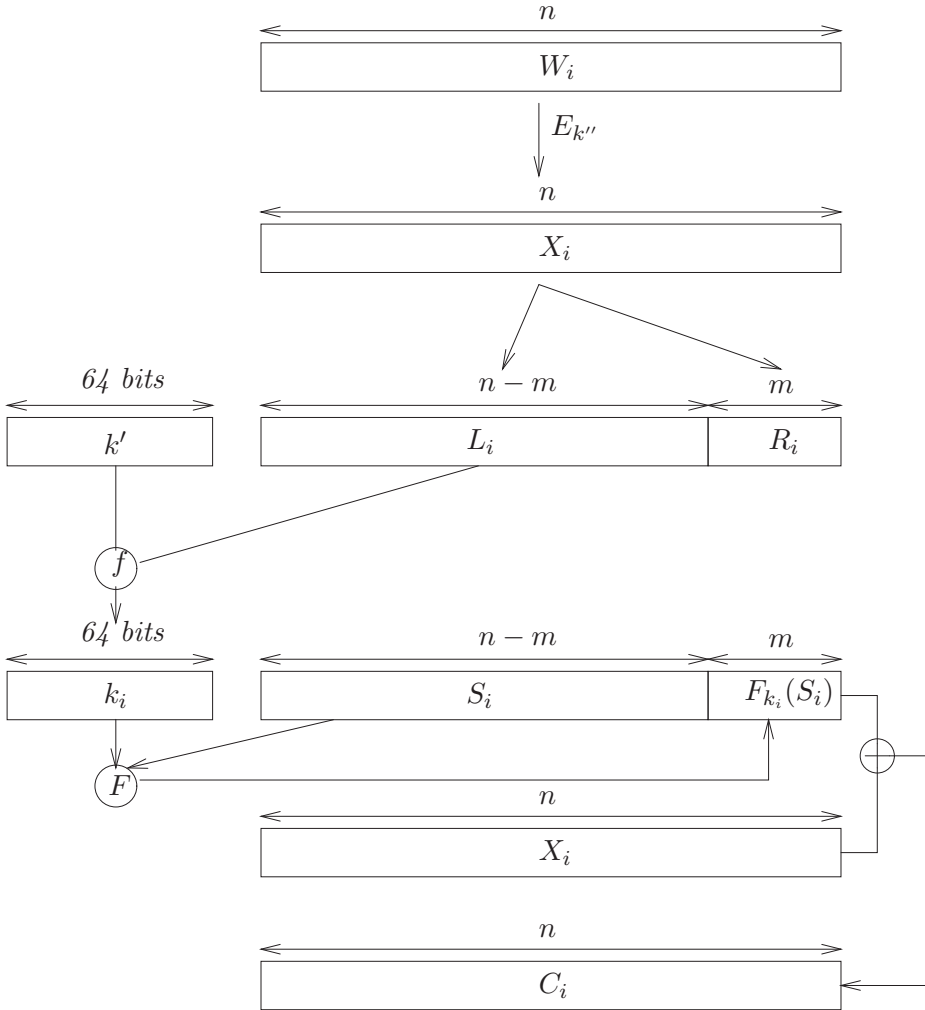 n
W_i
E_{k''}
n
X_i
64 bits
n − m
m
k'
L_i
R_i
f
64 bits
n − m
m
k_i
S_i
F_{k_i}(S_i)
F
n
X_i
n
C_i